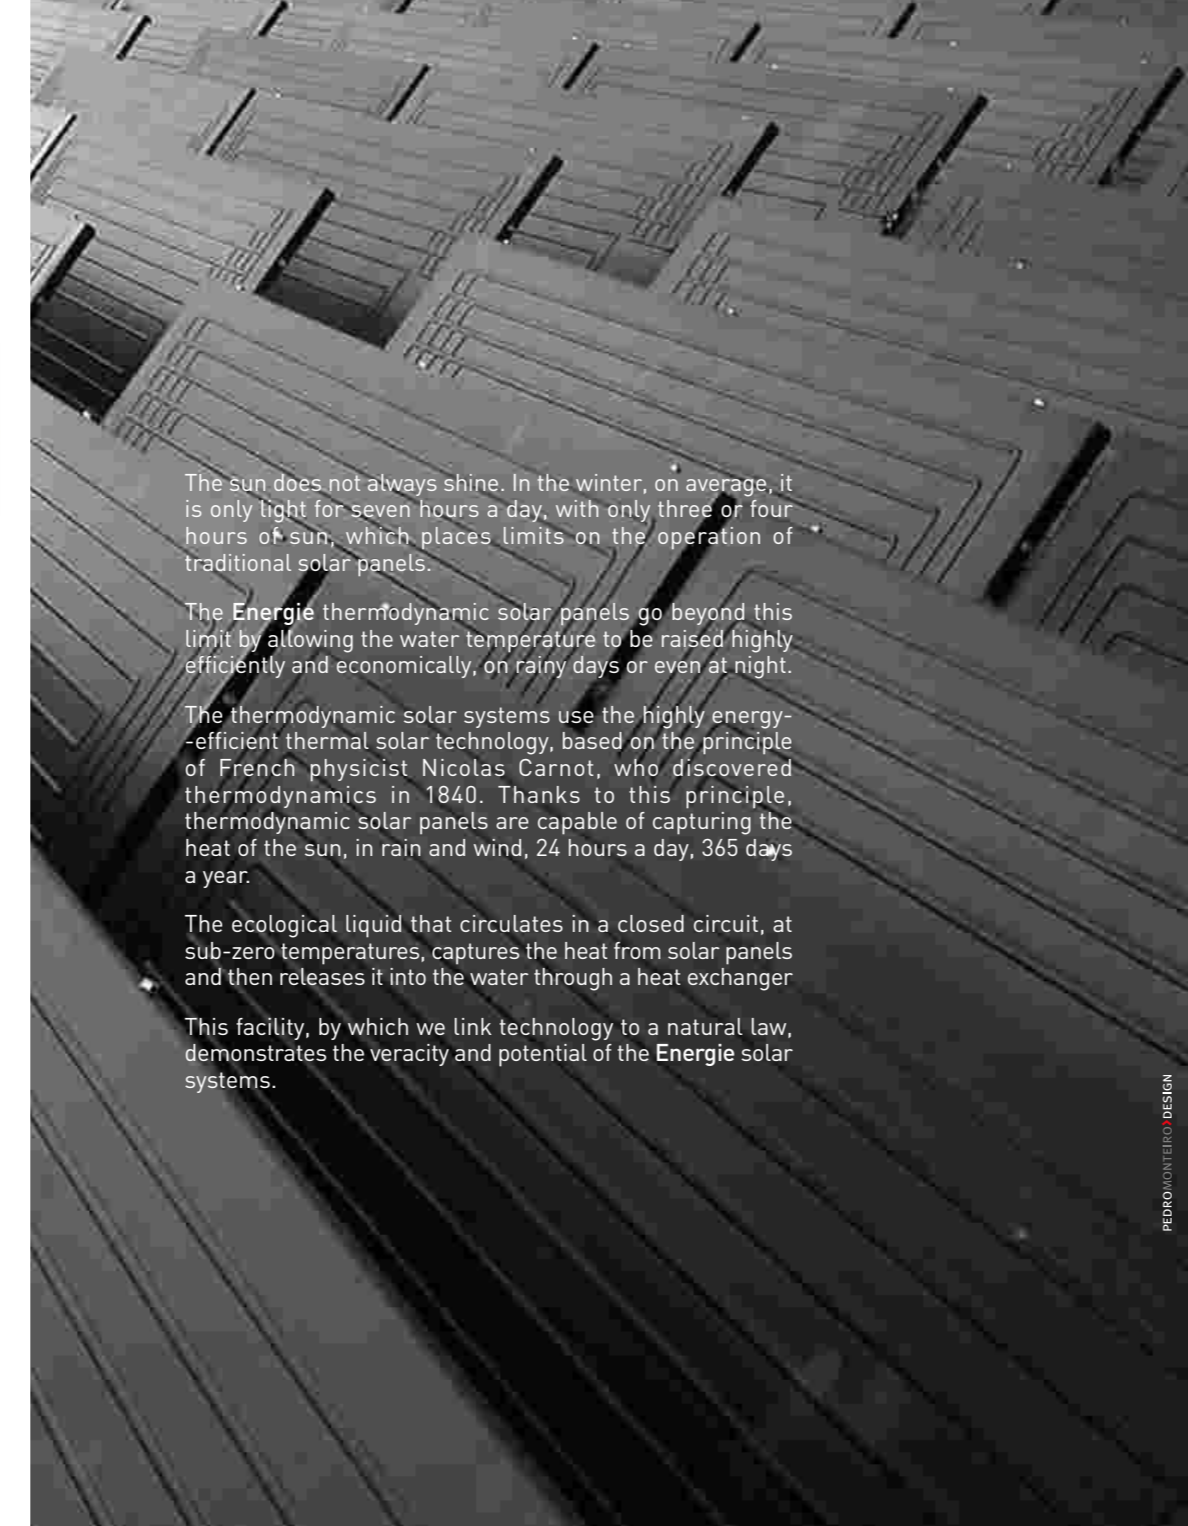 The sun does not always shine. In the winter, on average, it
is only light for seven hours a day, with only three or four
hours of sun, which places limits on the operation of
traditional solar panels.
The Energie thermodynamic solar panels go beyond this
limit by allowing the water temperature to be raised highly
efficiently and economically, on rainy days or even at night.
The thermodynamic solar systems use the highly energy-
-efficient thermal solar technology, based on the principle
of French physicist Nicolas Carnot, who discovered
thermodynamics in 1840. Thanks to this principle,
thermodynamic solar panels are capable of capturing the
heat of the sun, in rain and wind, 24 hours a day, 365 days
a year.
The ecological liquid that circulates in a closed circuit, at
sub-zero temperatures, captures the heat from solar panels
and then releases it into the water through a heat exchanger
This facility, by which we link technology to a natural law,
demonstrates the veracity and potential of the Energie solar
systems.
PEDROMONTEIRO>DESIGN